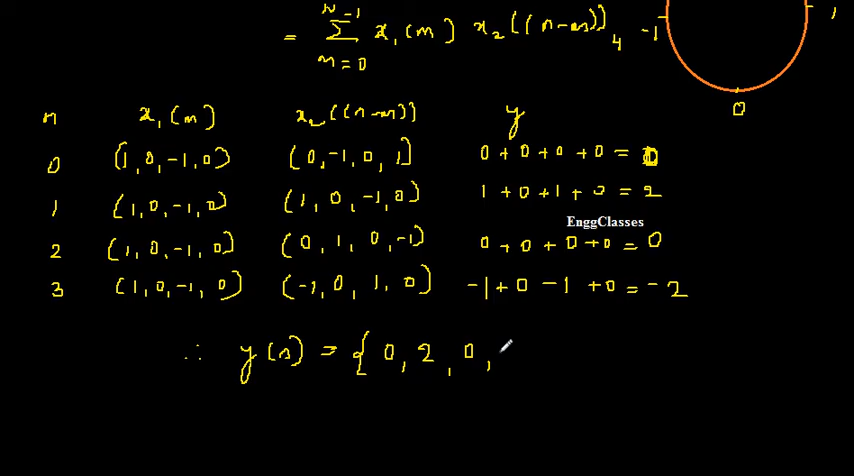 N-1
= Σ x₁(m) x₂((n-m))₄ -1 1
m=0 0
n x₁(m) x₂((n-m)) y
0 (1,0,-1,0) (0,-1,0,1] 0+0+0+0=0
1 (1,0,-1,0) (1,0,-1,0) 1+0+1+0=2
EnggClasses
2 (1,0,-1,0) (0,1,0,-1) 0+0+0+0=0
3 (1,0,-1,0) (-1,0,1,0) -1+0-1+0=-2
∴ y(n) = { 0, 2, 0,